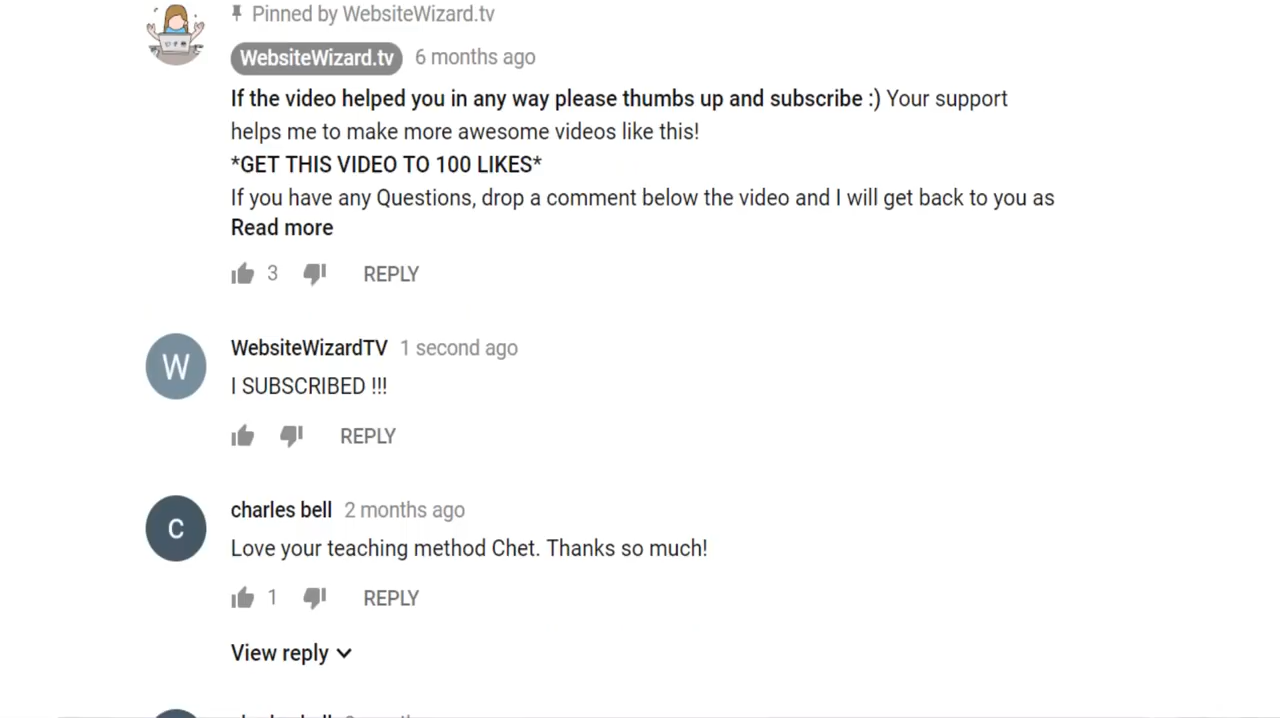 Pinned by WebsiteWizard.tv
WebsiteWizard.tv 6 months ago
If the video helped you in any way please thumbs up and subscribe :) Your support
helps me to make more awesome videos like this!
*GET THIS VIDEO TO 100 LIKES*
If you have any Questions, drop a comment below the video and I will get back to you as
Read more
3 REPLY
W
WebsiteWizardTV 1 second ago
I SUBSCRIBED !!!
REPLY
C
charles bell 2 months ago
Love your teaching method Chet. Thanks so much!
1 REPLY
View reply